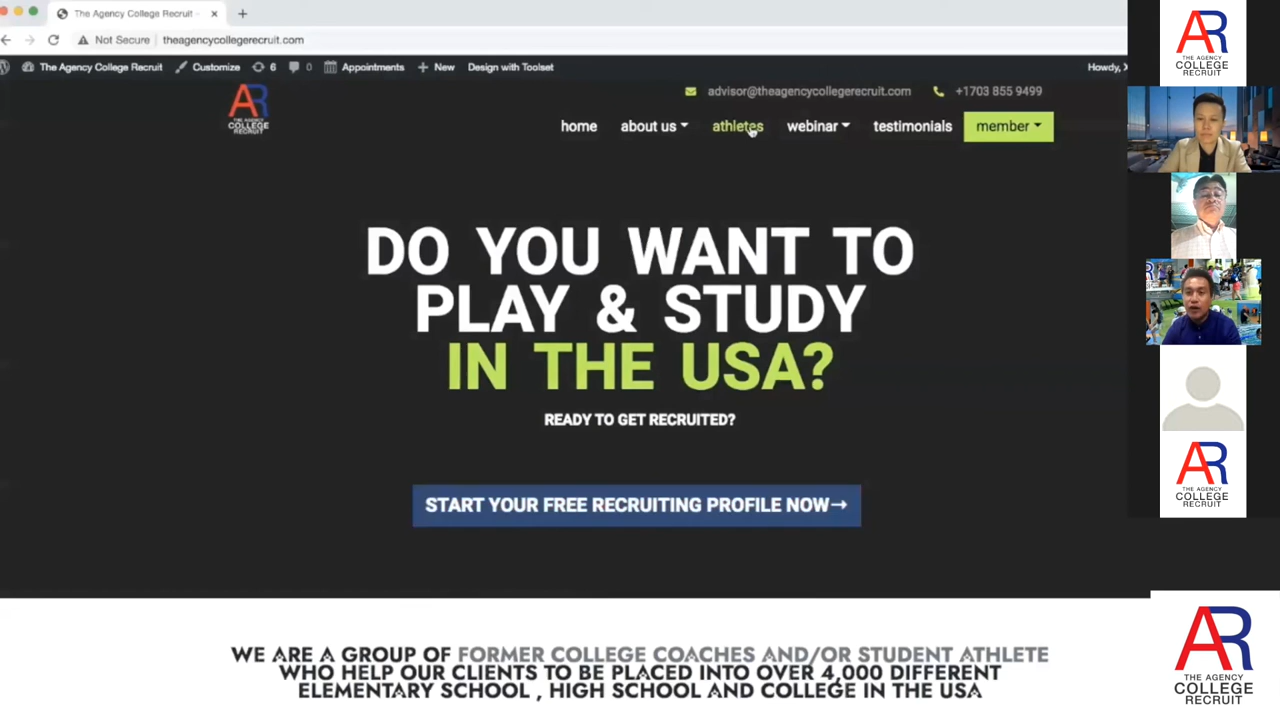 The Agency College Recruit -
Not Secure theagencycollegerecruit.com
The Agency College Recruit Customize 6 0 Appointments New Design with Toolset Howdy, X
AR
THE AGENCY
COLLEGE
RECRUIT
advisor@theagencycollegerecruit.com +1703 855 9499
home about us athletes webinar testimonials member
DO YOU WANT TO
PLAY & STUDY
IN THE USA?
READY TO GET RECRUITED?
START YOUR FREE RECRUITING PROFILE NOW→
WE ARE A GROUP OF FORMER COLLEGE COACHES AND/OR STUDENT ATHLETE
WHO HELP OUR CLIENTS TO BE PLACED INTO OVER 4,000 DIFFERENT
ELEMENTARY SCHOOL , HIGH SCHOOL AND COLLEGE IN THE USA
AR
THE AGENCY
COLLEGE
RECRUIT
AR
THE AGENCY
COLLEGE
RECRUIT
AR
THE AGENCY
COLLEGE
RECRUIT